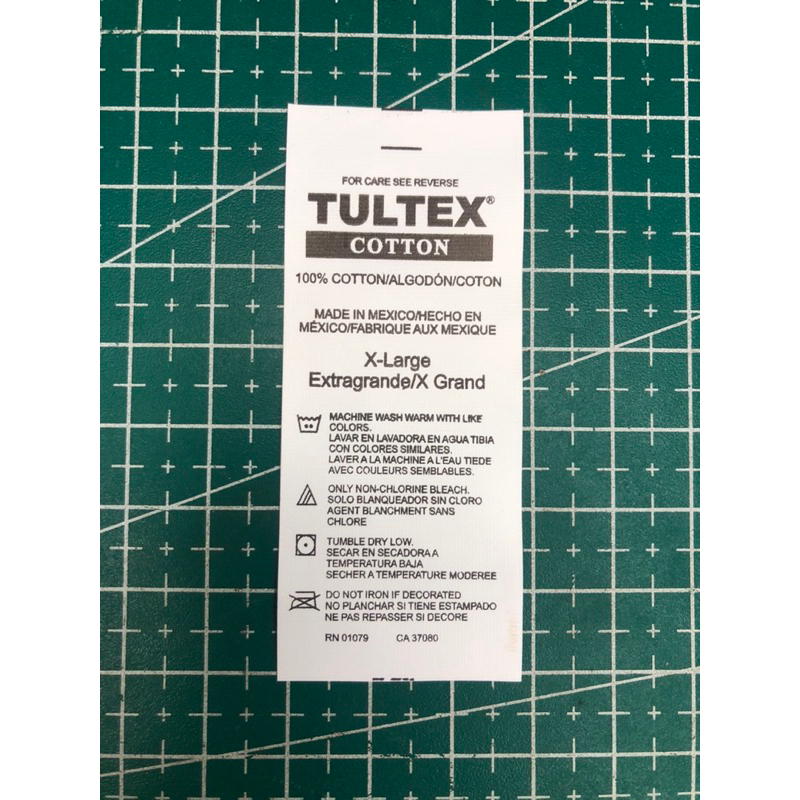 FOR CARE SEE REVERSE
TULTEX®
COTTON
100% COTTON/ALGODÓN/COTON
MADE IN MEXICO/HECHO EN
MÉXICO/FABRIQUE AUX MEXIQUE
X-Large
Extragrande/X Grand
MACHINE WASH WARM WITH LIKE
COLORS.
LAVAR EN LAVADORA EN AGUA TIBIA
CON COLORES SIMILARES.
LAVER A LA MACHINE A L'EAU TIEDE
AVEC COULEURS SEMBLABLES.
ONLY NON-CHLORINE BLEACH.
SOLO BLANQUEADOR SIN CLORO
AGENT BLANCHMENT SANS
CHLORE
TUMBLE DRY LOW.
SECAR EN SECADORA A
TEMPERATURA BAJA
SECHER A TEMPERATURE MODEREE
DO NOT IRON IF DECORATED
NO PLANCHAR SI TIENE ESTAMPADO
NE PAS REPASSER SI DECORE
RN 01079 CA 37080